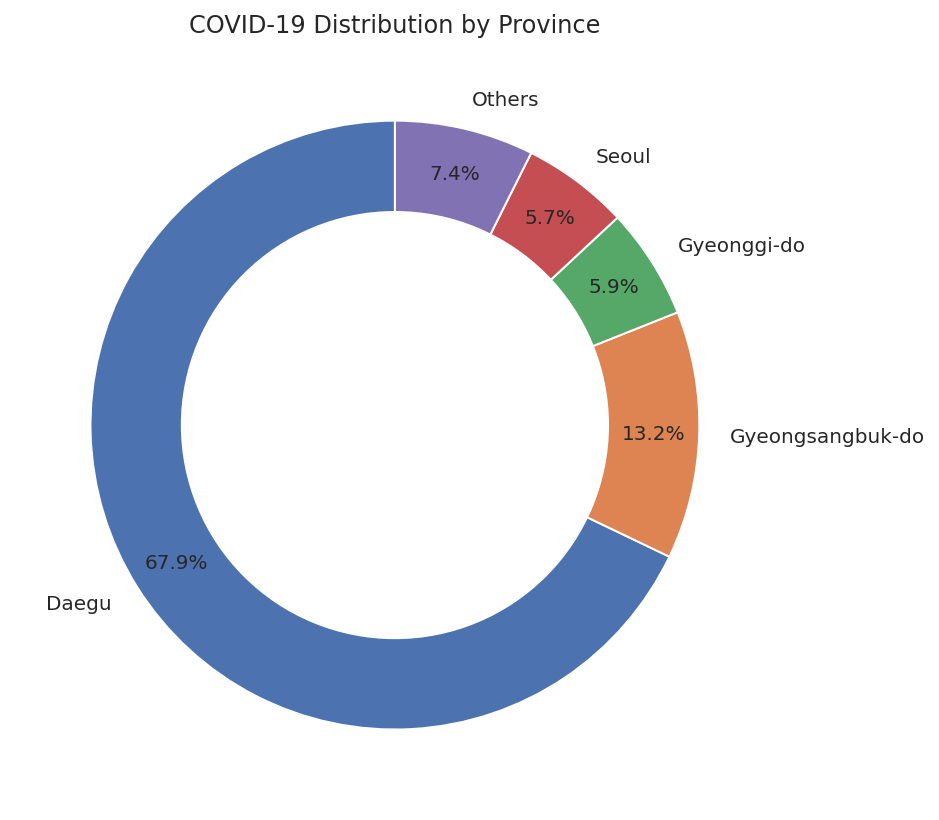 COVID-19 Distribution by Province
Others
7.4%
Seoul
5.7%
Gyeonggi-do
5.9%
Gyeongsangbuk-do
13.2%
Daegu
67.9%